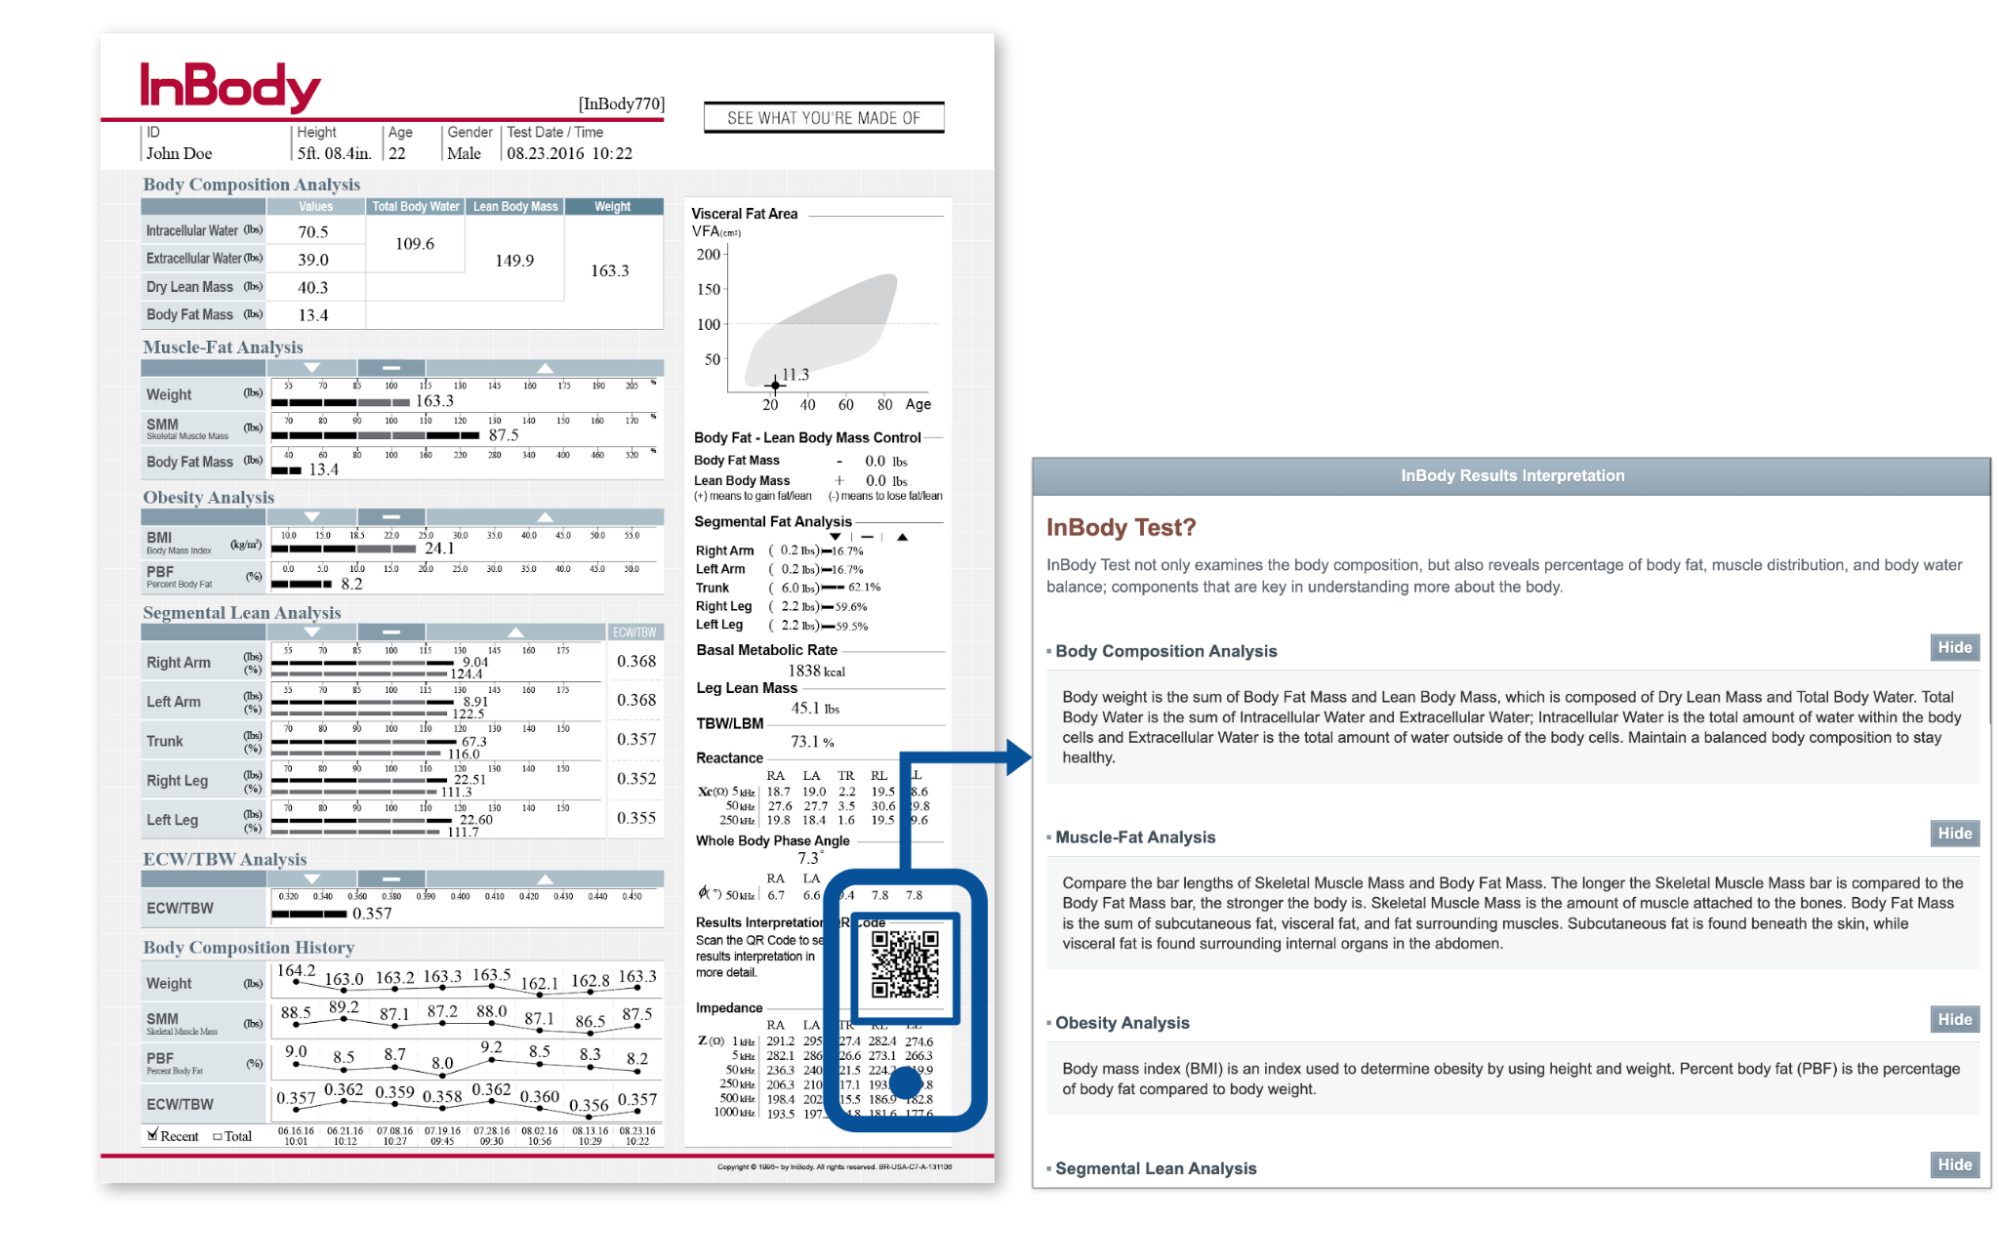 InBody
[InBody770]
SEE WHAT YOU'RE MADE OF
ID Height Age Gender Test Date / Time
John Doe 5ft. 08.4in. 22 Male 08.23.2016 10:22
Body Composition Analysis
Values Total Body Water Lean Body Mass Weight
Intracellular Water (lbs) 70.5
109.6
Extracellular Water (lbs) 39.0
149.9
163.3
Dry Lean Mass (lbs) 40.3
Body Fat Mass (lbs) 13.4
Muscle-Fat Analysis
55 70 85 100 115 130 145 160 175 190 205 %
Weight (lbs) 163.3
70 80 90 100 110 120 130 140 150 160 170 %
SMM (lbs) 87.5
Skeletal Muscle Mass
40 60 80 100 160 220 280 340 400 460 520 %
Body Fat Mass (lbs) 13.4
Obesity Analysis
10.0 15.0 18.5 22.0 25.0 30.0 35.0 40.0 45.0 50.0 55.0
BMI (kg/m²) 24.1
Body Mass Index
0.0 5.0 10.0 15.0 20.0 25.0 30.0 35.0 40.0 45.0 50.0
PBF (%) 8.2
Percent Body Fat
Segmental Lean Analysis
ECW/TBW
55 70 85 100 115 130 145 160 175
Right Arm (lbs) 9.04 0.368
(%) 124.4
55 70 85 100 115 130 145 160 175
Left Arm (lbs) 8.91 0.368
(%) 122.5
70 80 90 100 110 120 130 140 150
Trunk (lbs) 67.3 0.357
(%) 116.0
70 80 90 100 110 120 130 140 150
Right Leg (lbs) 22.51 0.352
(%) 111.3
70 80 90 100 110 120 130 140 150
Left Leg (lbs) 22.60 0.355
(%) 111.7
ECW/TBW Analysis
0.320 0.340 0.360 0.380 0.390 0.400 0.410 0.420 0.430 0.440 0.450
ECW/TBW 0.357
Body Composition History
Weight (lbs) 164.2 163.0 163.2 163.3 163.5 162.1 162.8 163.3
SMM (lbs) 88.5 89.2 87.1 87.2 88.0 87.1 86.5 87.5
Skeletal Muscle Mass
PBF (%) 9.0 8.5 8.7 8.0 9.2 8.5 8.3 8.2
Percent Body Fat
ECW/TBW 0.357 0.362 0.359 0.358 0.362 0.360 0.356 0.357
Recent Total 06.16.16 06.21.16 07.08.16 07.19.16 07.28.16 08.02.16 08.13.16 08.23.16
10:01 10:12 10:27 09:45 09:30 10:56 10:29 10:22
Visceral Fat Area
VFA(cm²)
200
150
100
50
11.3
20 40 60 80 Age
Body Fat - Lean Body Mass Control
Body Fat Mass - 0.0 lbs
Lean Body Mass + 0.0 lbs
(+) means to gain fat/lean (-) means to lose fat/lean
Segmental Fat Analysis
Right Arm ( 0.2 lbs) 16.7%
Left Arm ( 0.2 lbs) 16.7%
Trunk ( 6.0 lbs) 62.1%
Right Leg ( 2.2 lbs) 59.6%
Left Leg ( 2.2 lbs) 59.5%
Basal Metabolic Rate
1838 kcal
Leg Lean Mass
45.1 lbs
TBW/LBM
73.1 %
Reactance
RA LA TR RL LL
Xc(Ω) 5 kHz 18.7 19.0 2.2 19.5 8.6
50 kHz 27.6 27.7 3.5 30.6 9.8
250 kHz 19.8 18.4 1.6 19.5 9.6
Whole Body Phase Angle
7.3°
RA LA
ϕ(°) 50 kHz 6.7 6.6 9.4 7.8 7.8
Results Interpretation QR Code
Scan the QR Code to se
results interpretation in
more detail.
Impedance
RA LA TR RL LL
Z(Ω) 1 kHz 291.2 295 27.4 282.4 274.6
5 kHz 282.1 286 26.6 273.1 266.3
50 kHz 236.3 240 21.5 224. 9.9
250 kHz 206.3 210 17.1 193 .8
500 kHz 198.4 202 15.5 186.9 182.8
1000 kHz 193.5 197. 4.8 181.6 177.6
Copyright © 1996~ by InBody. All rights reserved. BR-USA-C7-A-131106
InBody Results Interpretation
InBody Test?
InBody Test not only examines the body composition, but also reveals percentage of body fat, muscle distribution, and body water
balance; components that are key in understanding more about the body.
Body Composition Analysis Hide
Body weight is the sum of Body Fat Mass and Lean Body Mass, which is composed of Dry Lean Mass and Total Body Water. Total
Body Water is the sum of Intracellular Water and Extracellular Water; Intracellular Water is the total amount of water within the body
cells and Extracellular Water is the total amount of water outside of the body cells. Maintain a balanced body composition to stay
healthy.
Muscle-Fat Analysis Hide
Compare the bar lengths of Skeletal Muscle Mass and Body Fat Mass. The longer the Skeletal Muscle Mass bar is compared to the
Body Fat Mass bar, the stronger the body is. Skeletal Muscle Mass is the amount of muscle attached to the bones. Body Fat Mass
is the sum of subcutaneous fat, visceral fat, and fat surrounding muscles. Subcutaneous fat is found beneath the skin, while
visceral fat is found surrounding internal organs in the abdomen.
Obesity Analysis Hide
Body mass index (BMI) is an index used to determine obesity by using height and weight. Percent body fat (PBF) is the percentage
of body fat compared to body weight.
Segmental Lean Analysis Hide